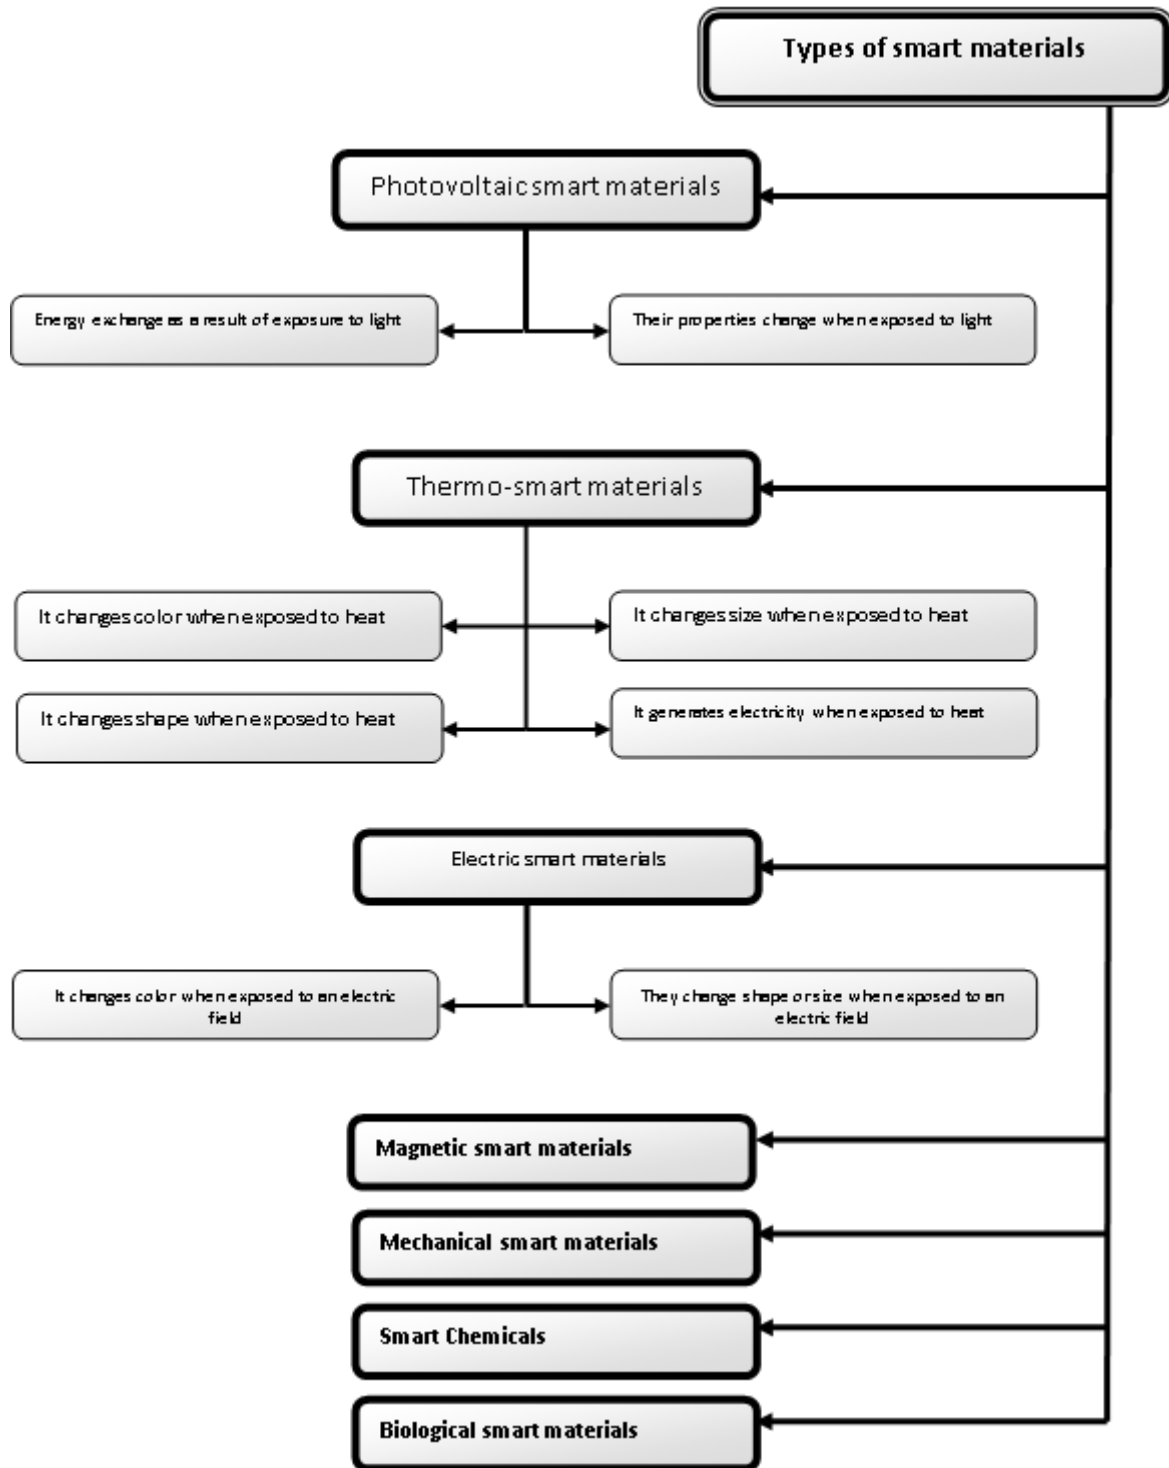 Types of smart materials
Photovoltaic smart materials
Energy exchange as a result of exposure to light
Their properties change when exposed to light
Thermo-smart materials
It changes color when exposed to heat
It changes size when exposed to heat
It changes shape when exposed to heat
It generates electricity when exposed to heat
Electric smart materials
It changes color when exposed to an electric
field
They change shape or size when exposed to an
electric field
Magnetic smart materials
Mechanical smart materials
Smart Chemicals
Biological smart materials